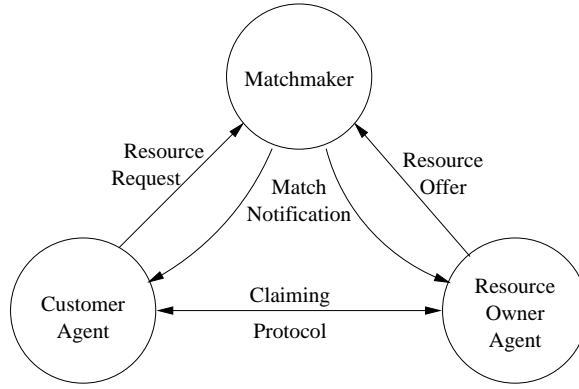 Matchmaker
Resource
Request
Resource
Offer
Match
Notification
Customer
Agent
Claiming
Protocol
Resource
Owner
Agent